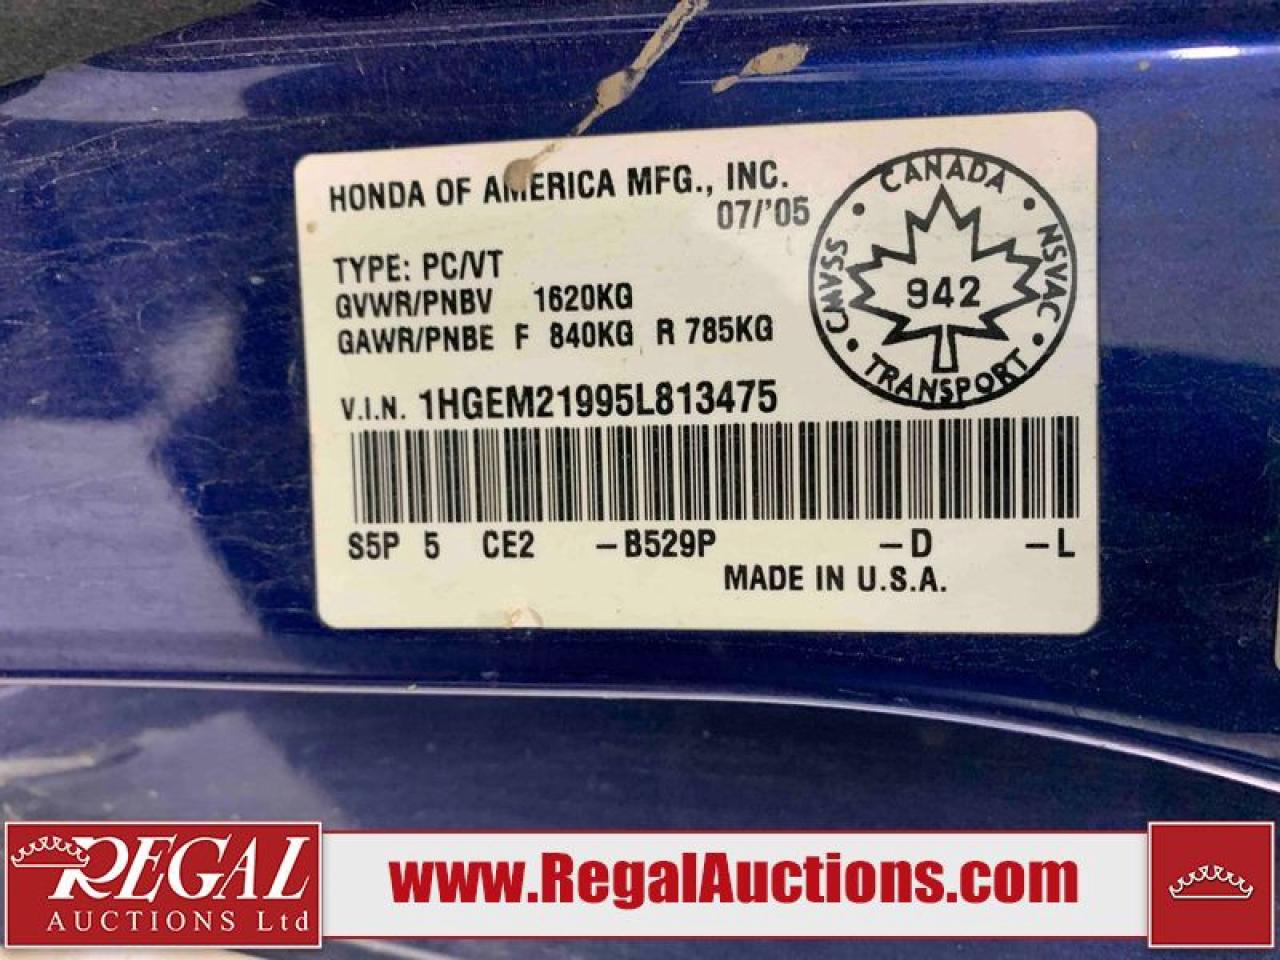 HONDA OF AMERICA MFG., INC.
07/'05
TYPE: PC/VT
GVWR/PNBV 1620KG
GAWR/PNBE F 840KG R 785KG
V.I.N. 1HGEM21995L813475
S5P 5 CE2 -B529P -D -L
MADE IN U.S.A.
CANADA
CMVSS
942
NSVAC
TRANSPORT
REGAL
AUCTIONS Ltd
www.RegalAuctions.com